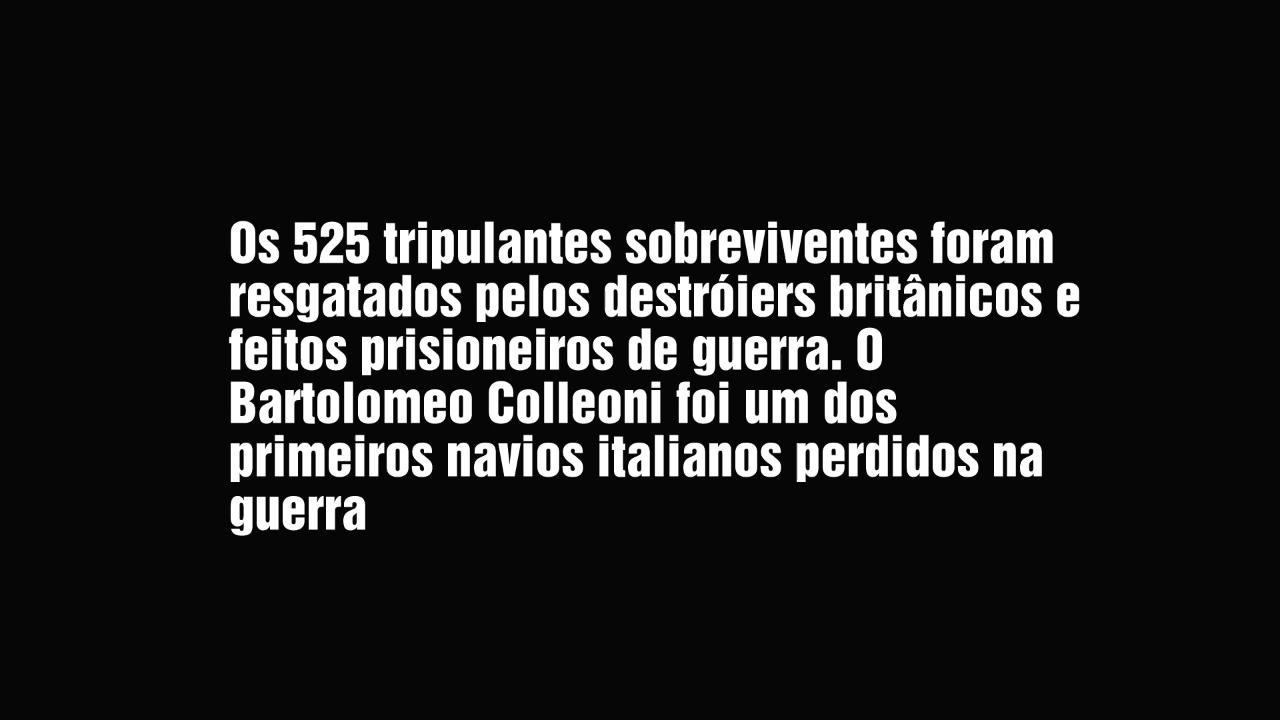 Os 525 tripulantes sobreviventes foram
resgatados pelos destróiers britânicos e
feitos prisioneiros de guerra. O
Bartolomeo Colleoni foi um dos
primeiros navios italianos perdidos na
guerra